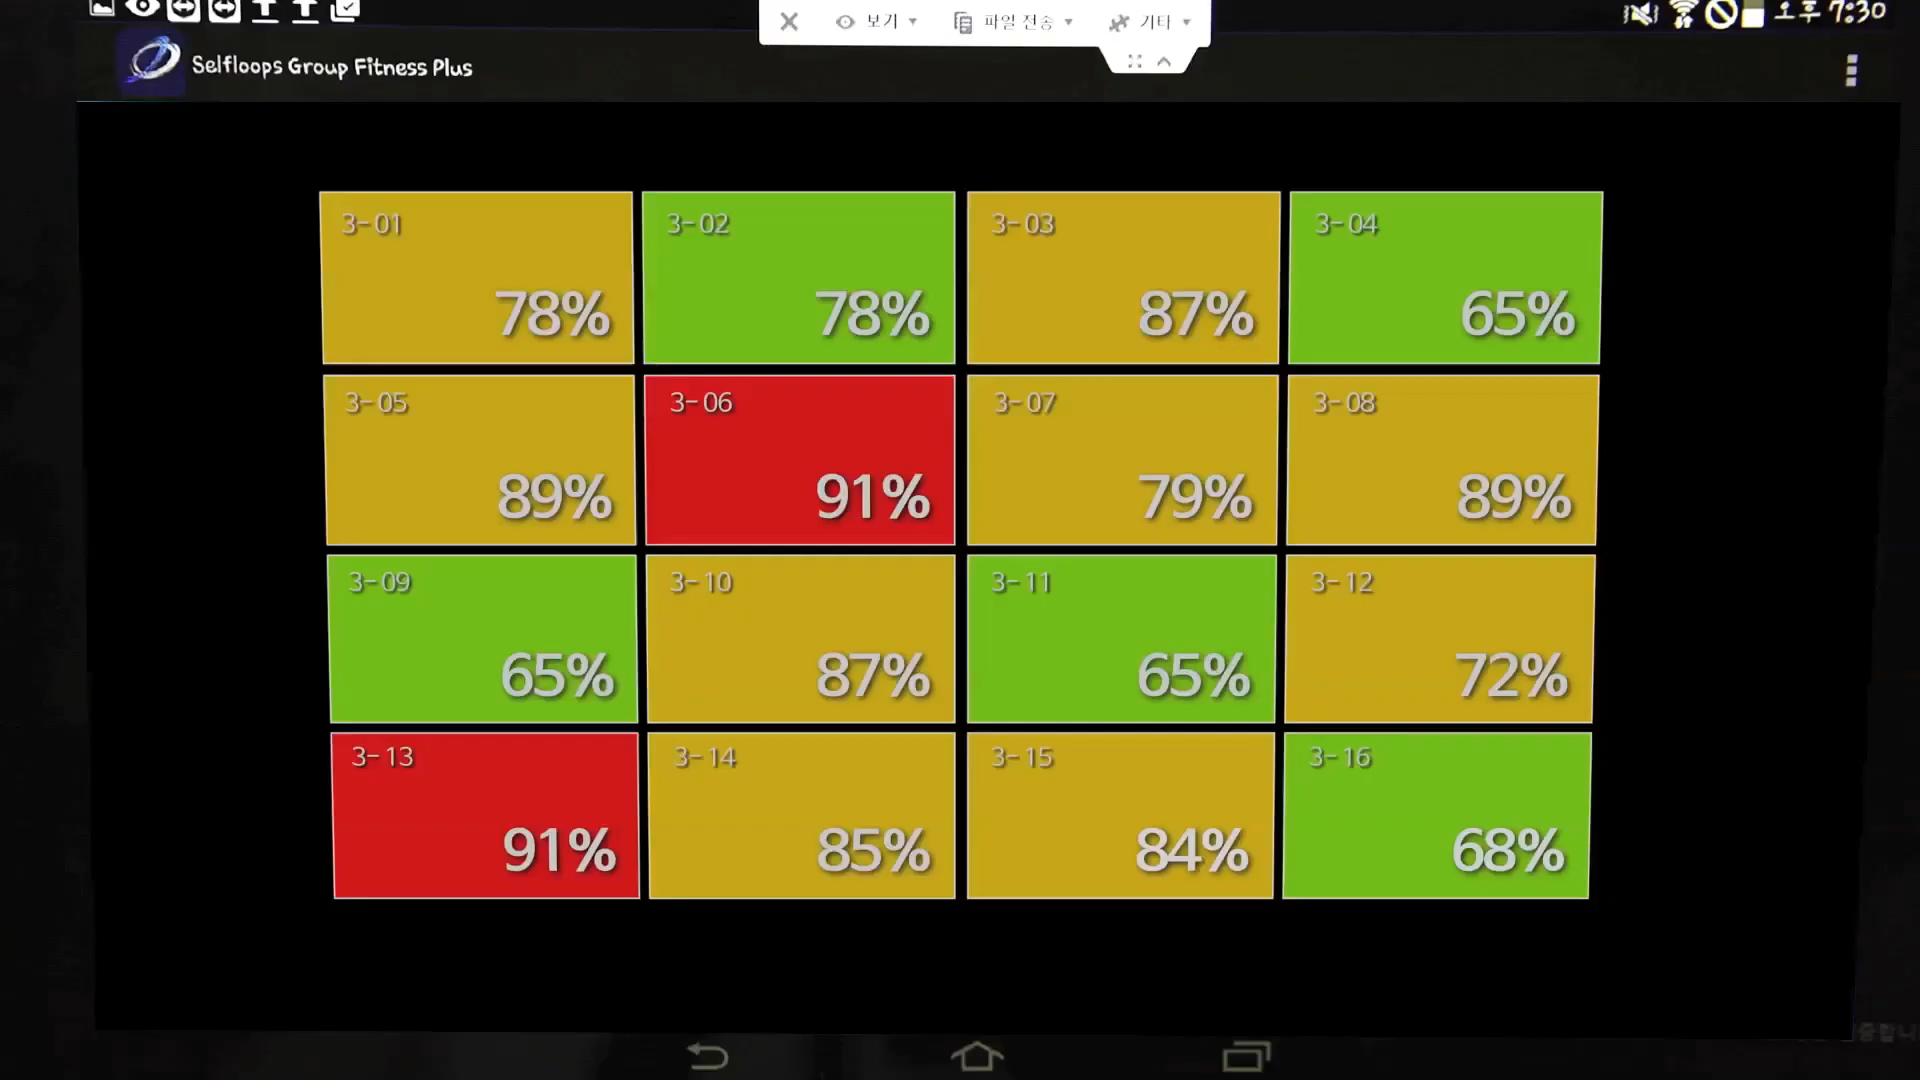 보기 파일 전송 기타
오후 7:30
Selfloops Group Fitness Plus
3-01 3-02 3-03 3-04
78% 78% 87% 65%
3-05 3-06 3-07 3-08
89% 91% 79% 89%
3-09 3-10 3-11 3-12
65% 87% 65% 72%
3-13 3-14 3-15 3-16
91% 85% 84% 68%